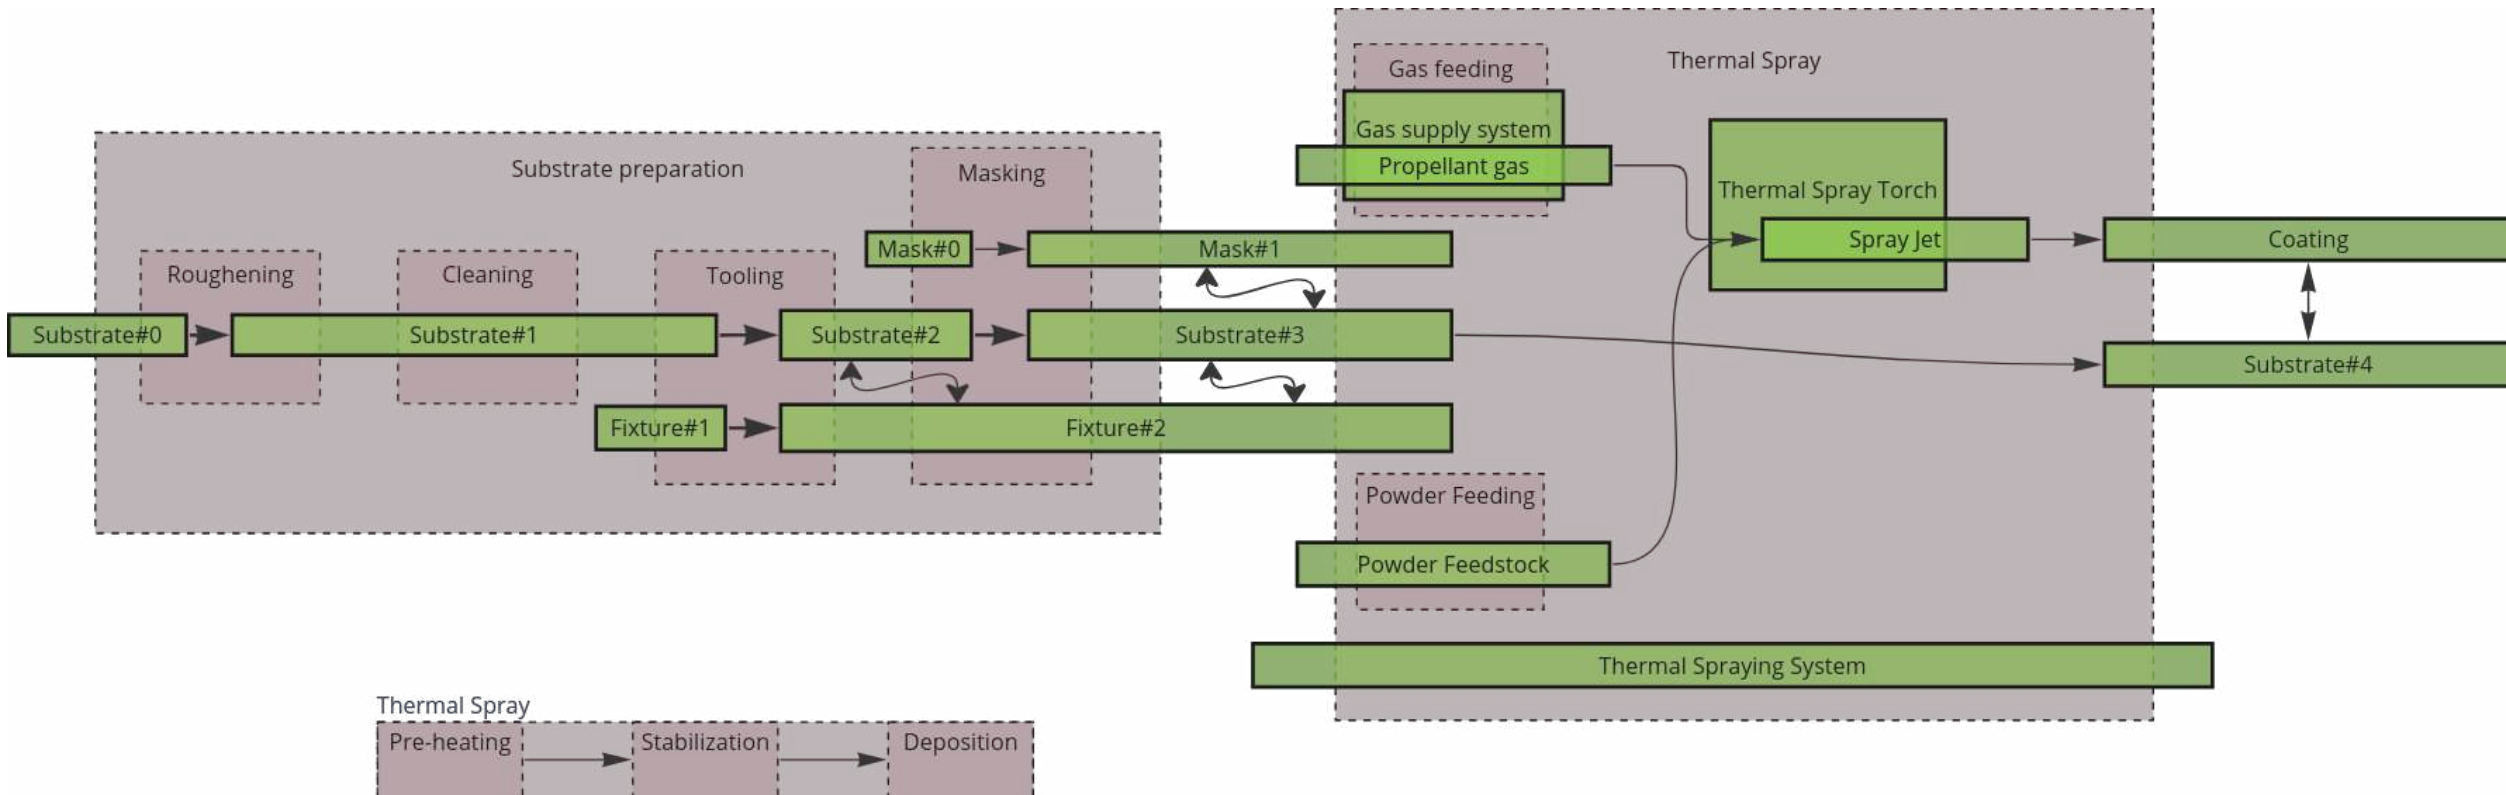 Thermal Spray
Gas feeding
Gas supply system
Propellant gas
Thermal Spray Torch
Spray Jet
Coating
Substrate preparation
Masking
Mask#0
Mask#1
Roughening
Cleaning
Tooling
Substrate#0
Substrate#1
Substrate#2
Substrate#3
Substrate#4
Fixture#1
Fixture#2
Powder Feeding
Powder Feedstock
Thermal Spraying System
Thermal Spray
Pre-heating
Stabilization
Deposition